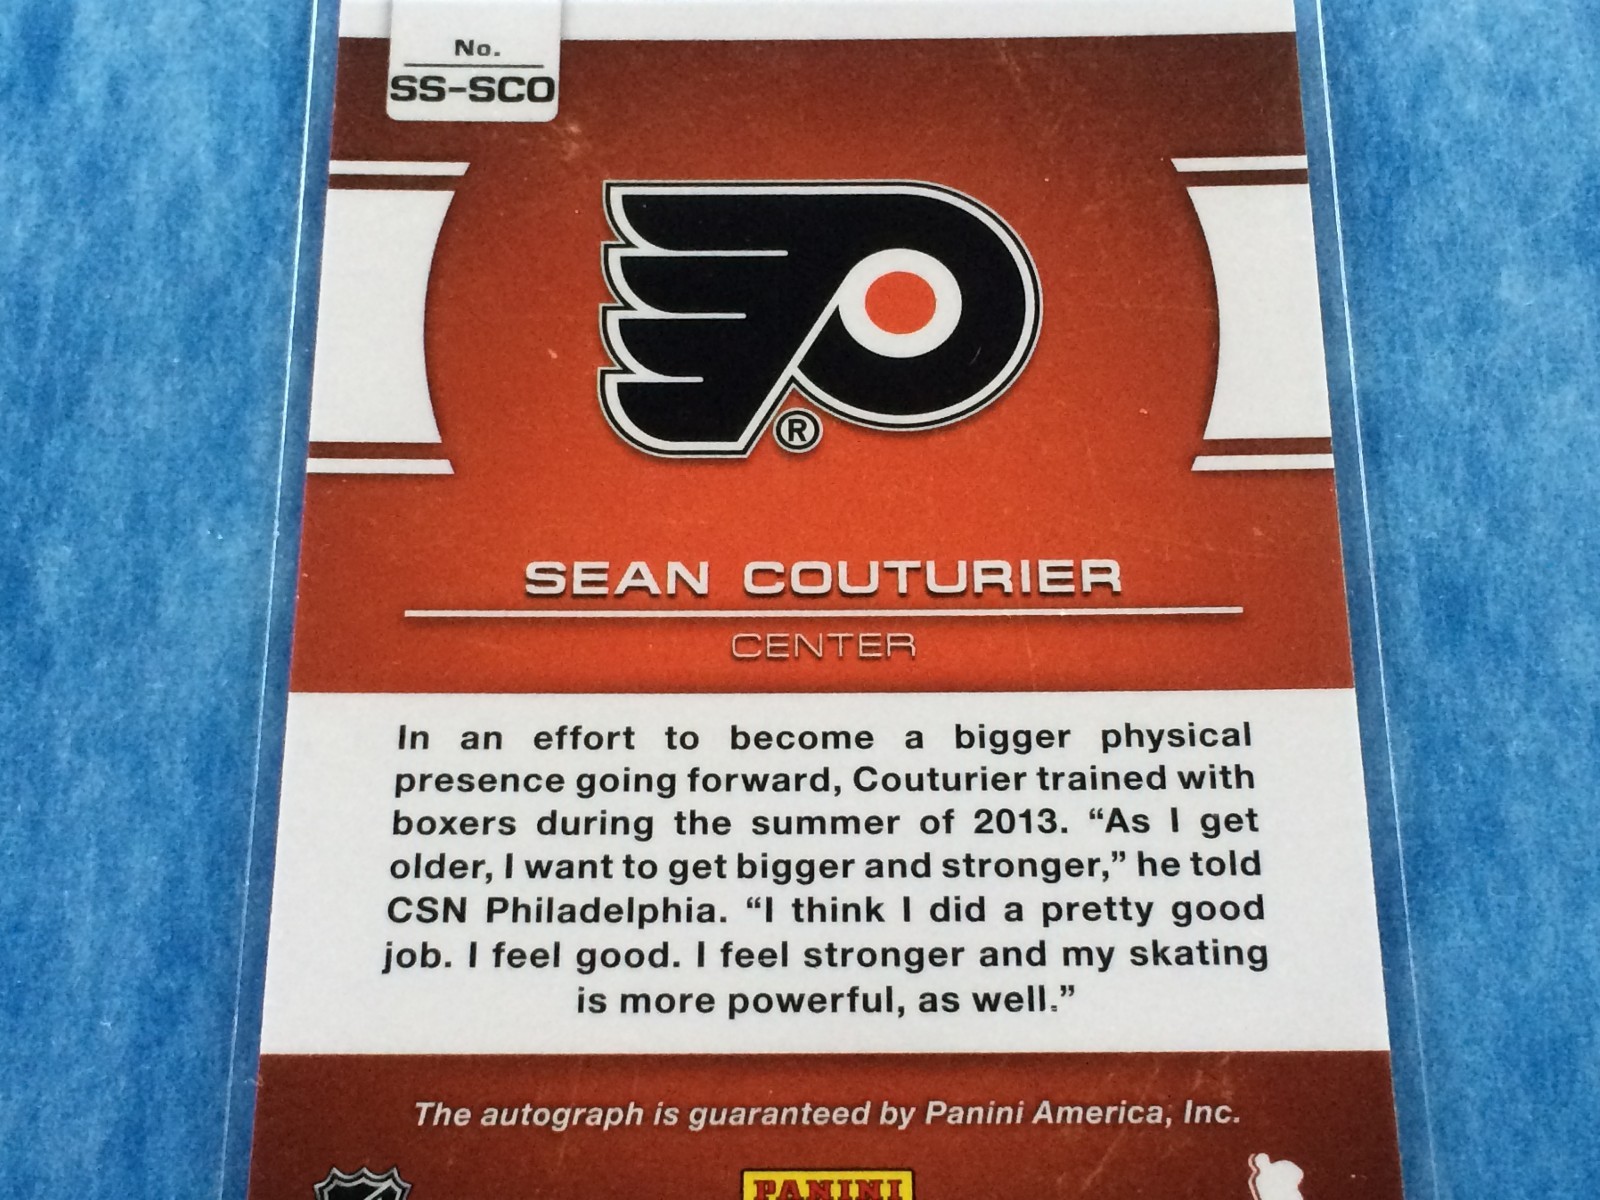 No.
SS-SCO
®
SEAN COUTURIER
CENTER
In an effort to become a bigger physical
presence going forward, Couturier trained with
boxers during the summer of 2013. “As I get
older, I want to get bigger and stronger,” he told
CSN Philadelphia. “I think I did a pretty good
job. I feel good. I feel stronger and my skating
is more powerful, as well.”
The autograph is guaranteed by Panini America, Inc.
PANINI